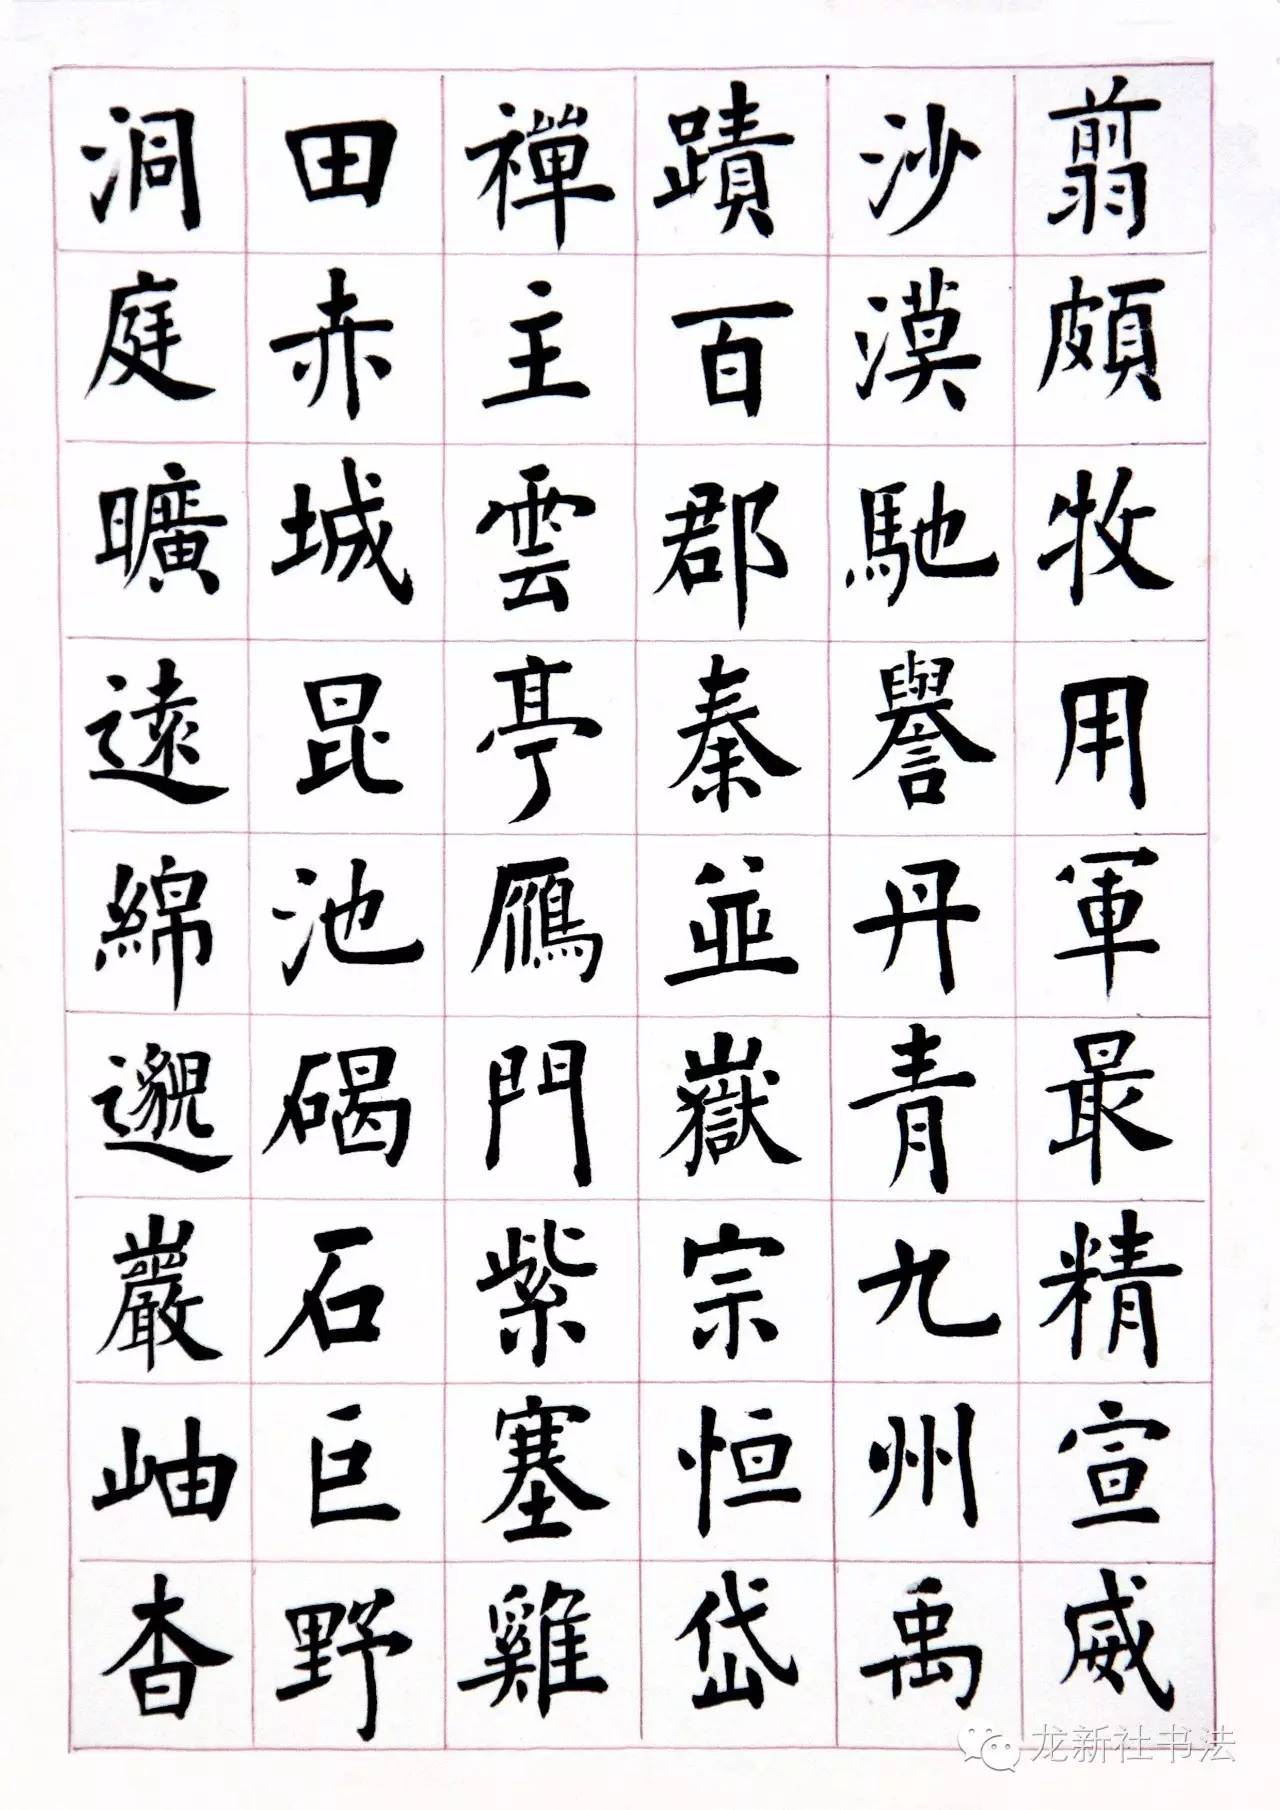 翦頗牧用軍最精宣威
沙漠馳譽丹青九州禹
蹟百郡秦並嶽宗恒岱
禪主雲亭鴈門紫塞雞
田赤城昆池碣石巨野
洞庭曠遠綿邈巖岫杳
龙新社书法